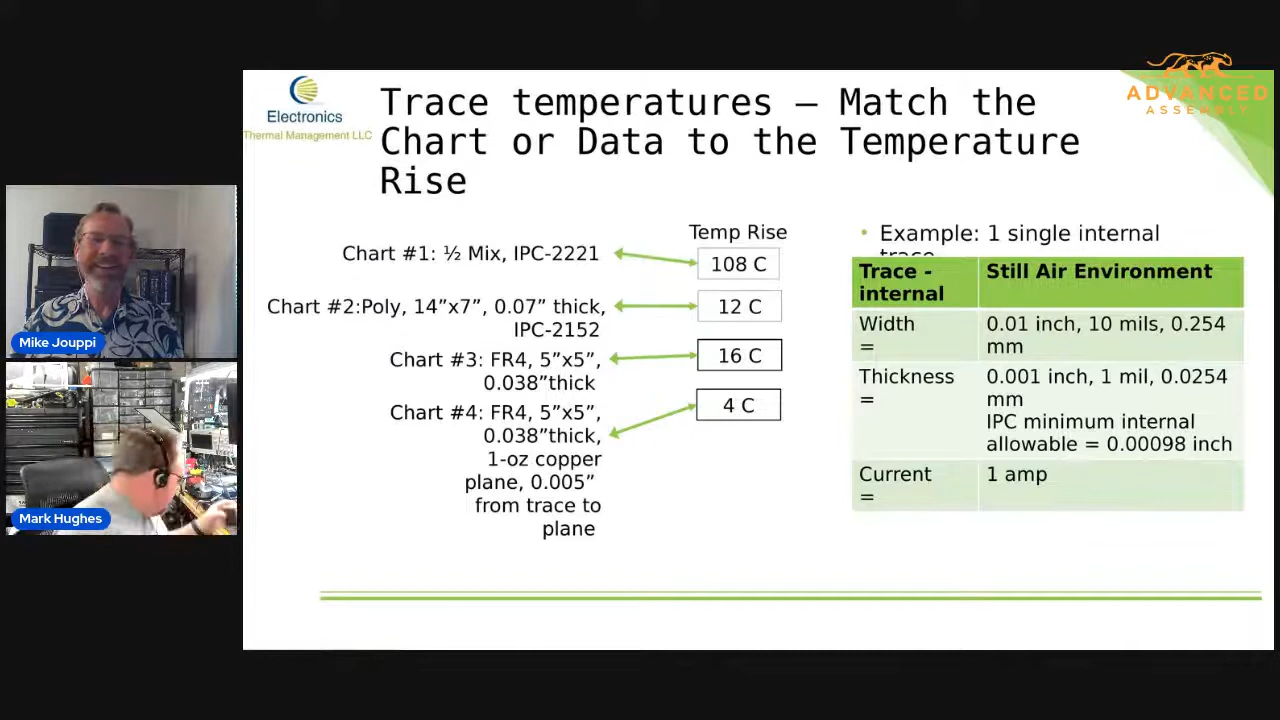 Electronics
Thermal Management LLC
ADVANCED
ASSEMBLY
Trace temperatures – Match the
Chart or Data to the Temperature
Rise
Temp Rise
Chart #1: ½ Mix, IPC-2221
108 C
Chart #2:Poly, 14”x7”, 0.07” thick,
IPC-2152
12 C
Chart #3: FR4, 5”x5”,
0.038”thick
16 C
Chart #4: FR4, 5”x5”,
0.038”thick,
1-oz copper
plane, 0.005”
from trace to
plane
4 C
• Example: 1 single internal
trace
Trace -
internal
Still Air Environment
Width
=
0.01 inch, 10 mils, 0.254
mm
Thickness
=
0.001 inch, 1 mil, 0.0254
mm
IPC minimum internal
allowable = 0.00098 inch
Current
=
1 amp
Mike Jouppi
Mark Hughes